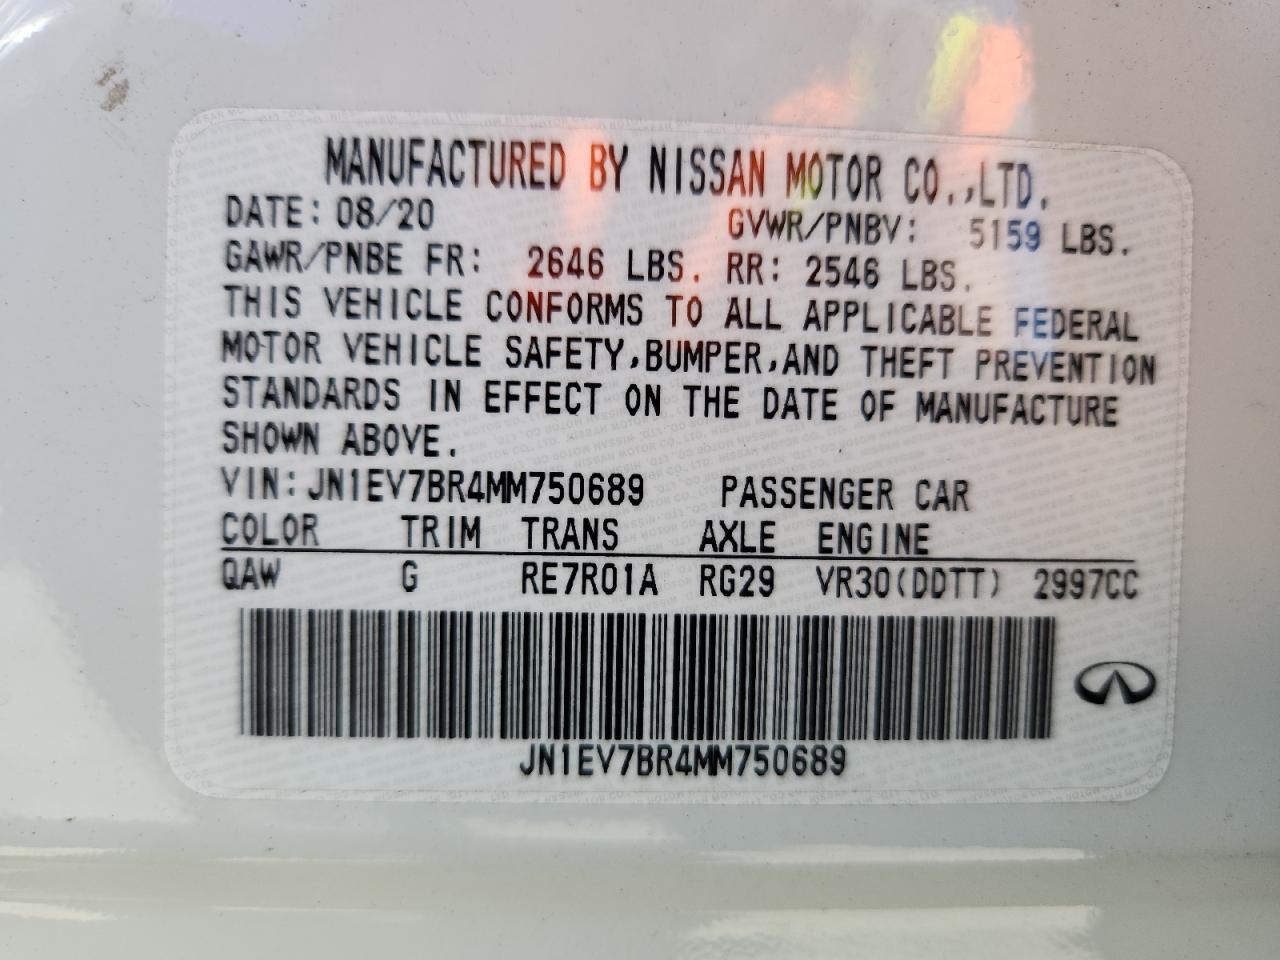 MANUFACTURED BY NISSAN MOTOR CO.,LTD.
DATE: 08/20 GVWR/PNBV: 5159 LBS.
GAWR/PNBE FR: 2646 LBS. RR: 2546 LBS.
THIS VEHICLE CONFORMS TO ALL APPLICABLE FEDERAL
MOTOR VEHICLE SAFETY,BUMPER,AND THEFT PREVENTION
STANDARDS IN EFFECT ON THE DATE OF MANUFACTURE
SHOWN ABOVE.
VIN: JN1EV7BR4MM750689 PASSENGER CAR
COLOR TRIM TRANS AXLE ENGINE
QAW G RE7R01A RG29 VR30(DDTT) 2997CC
JN1EV7BR4MM750689